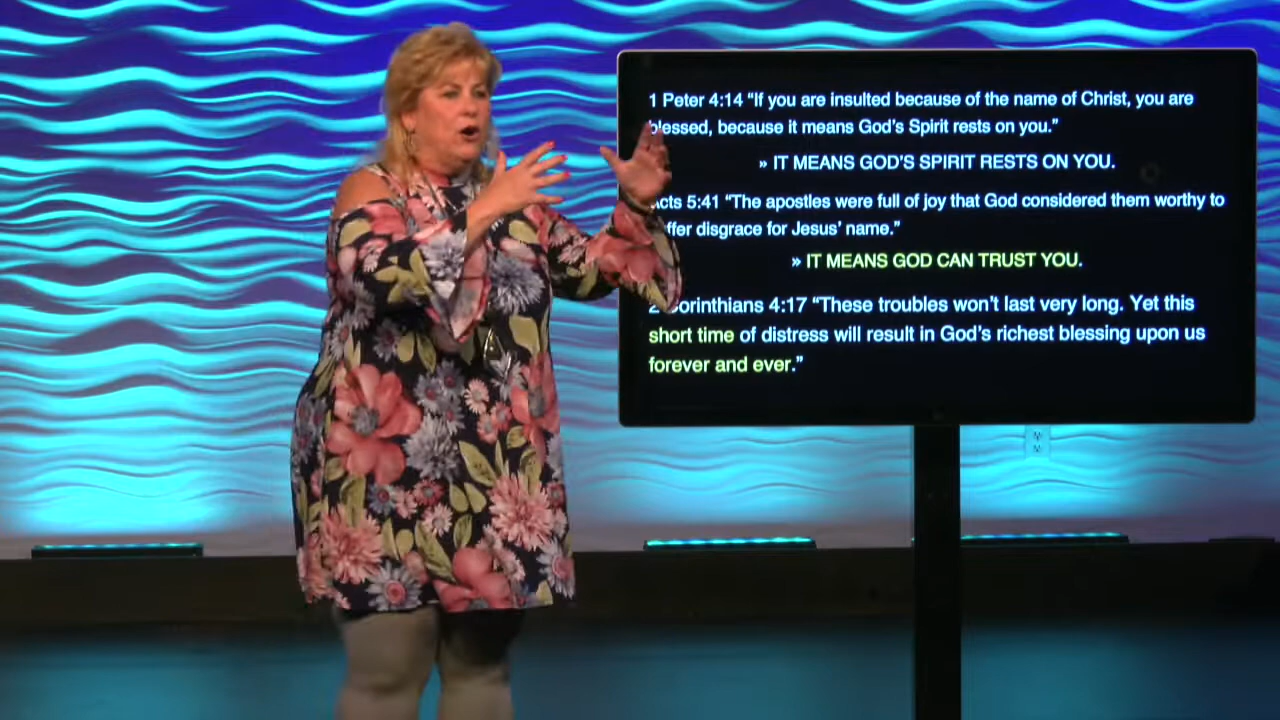 1 Peter 4:14 “If you are insulted because of the name of Christ, you are
blessed, because it means God’s Spirit rests on you.”
» IT MEANS GOD’S SPIRIT RESTS ON YOU.
Acts 5:41 “The apostles were full of joy that God considered them worthy to
disgrace for Jesus’ name.”
» IT MEANS GOD CAN TRUST YOU.
2 Corinthians 4:17 “These troubles won’t last very long. Yet this
short time of distress will result in God’s richest blessing upon us
forever and ever.”